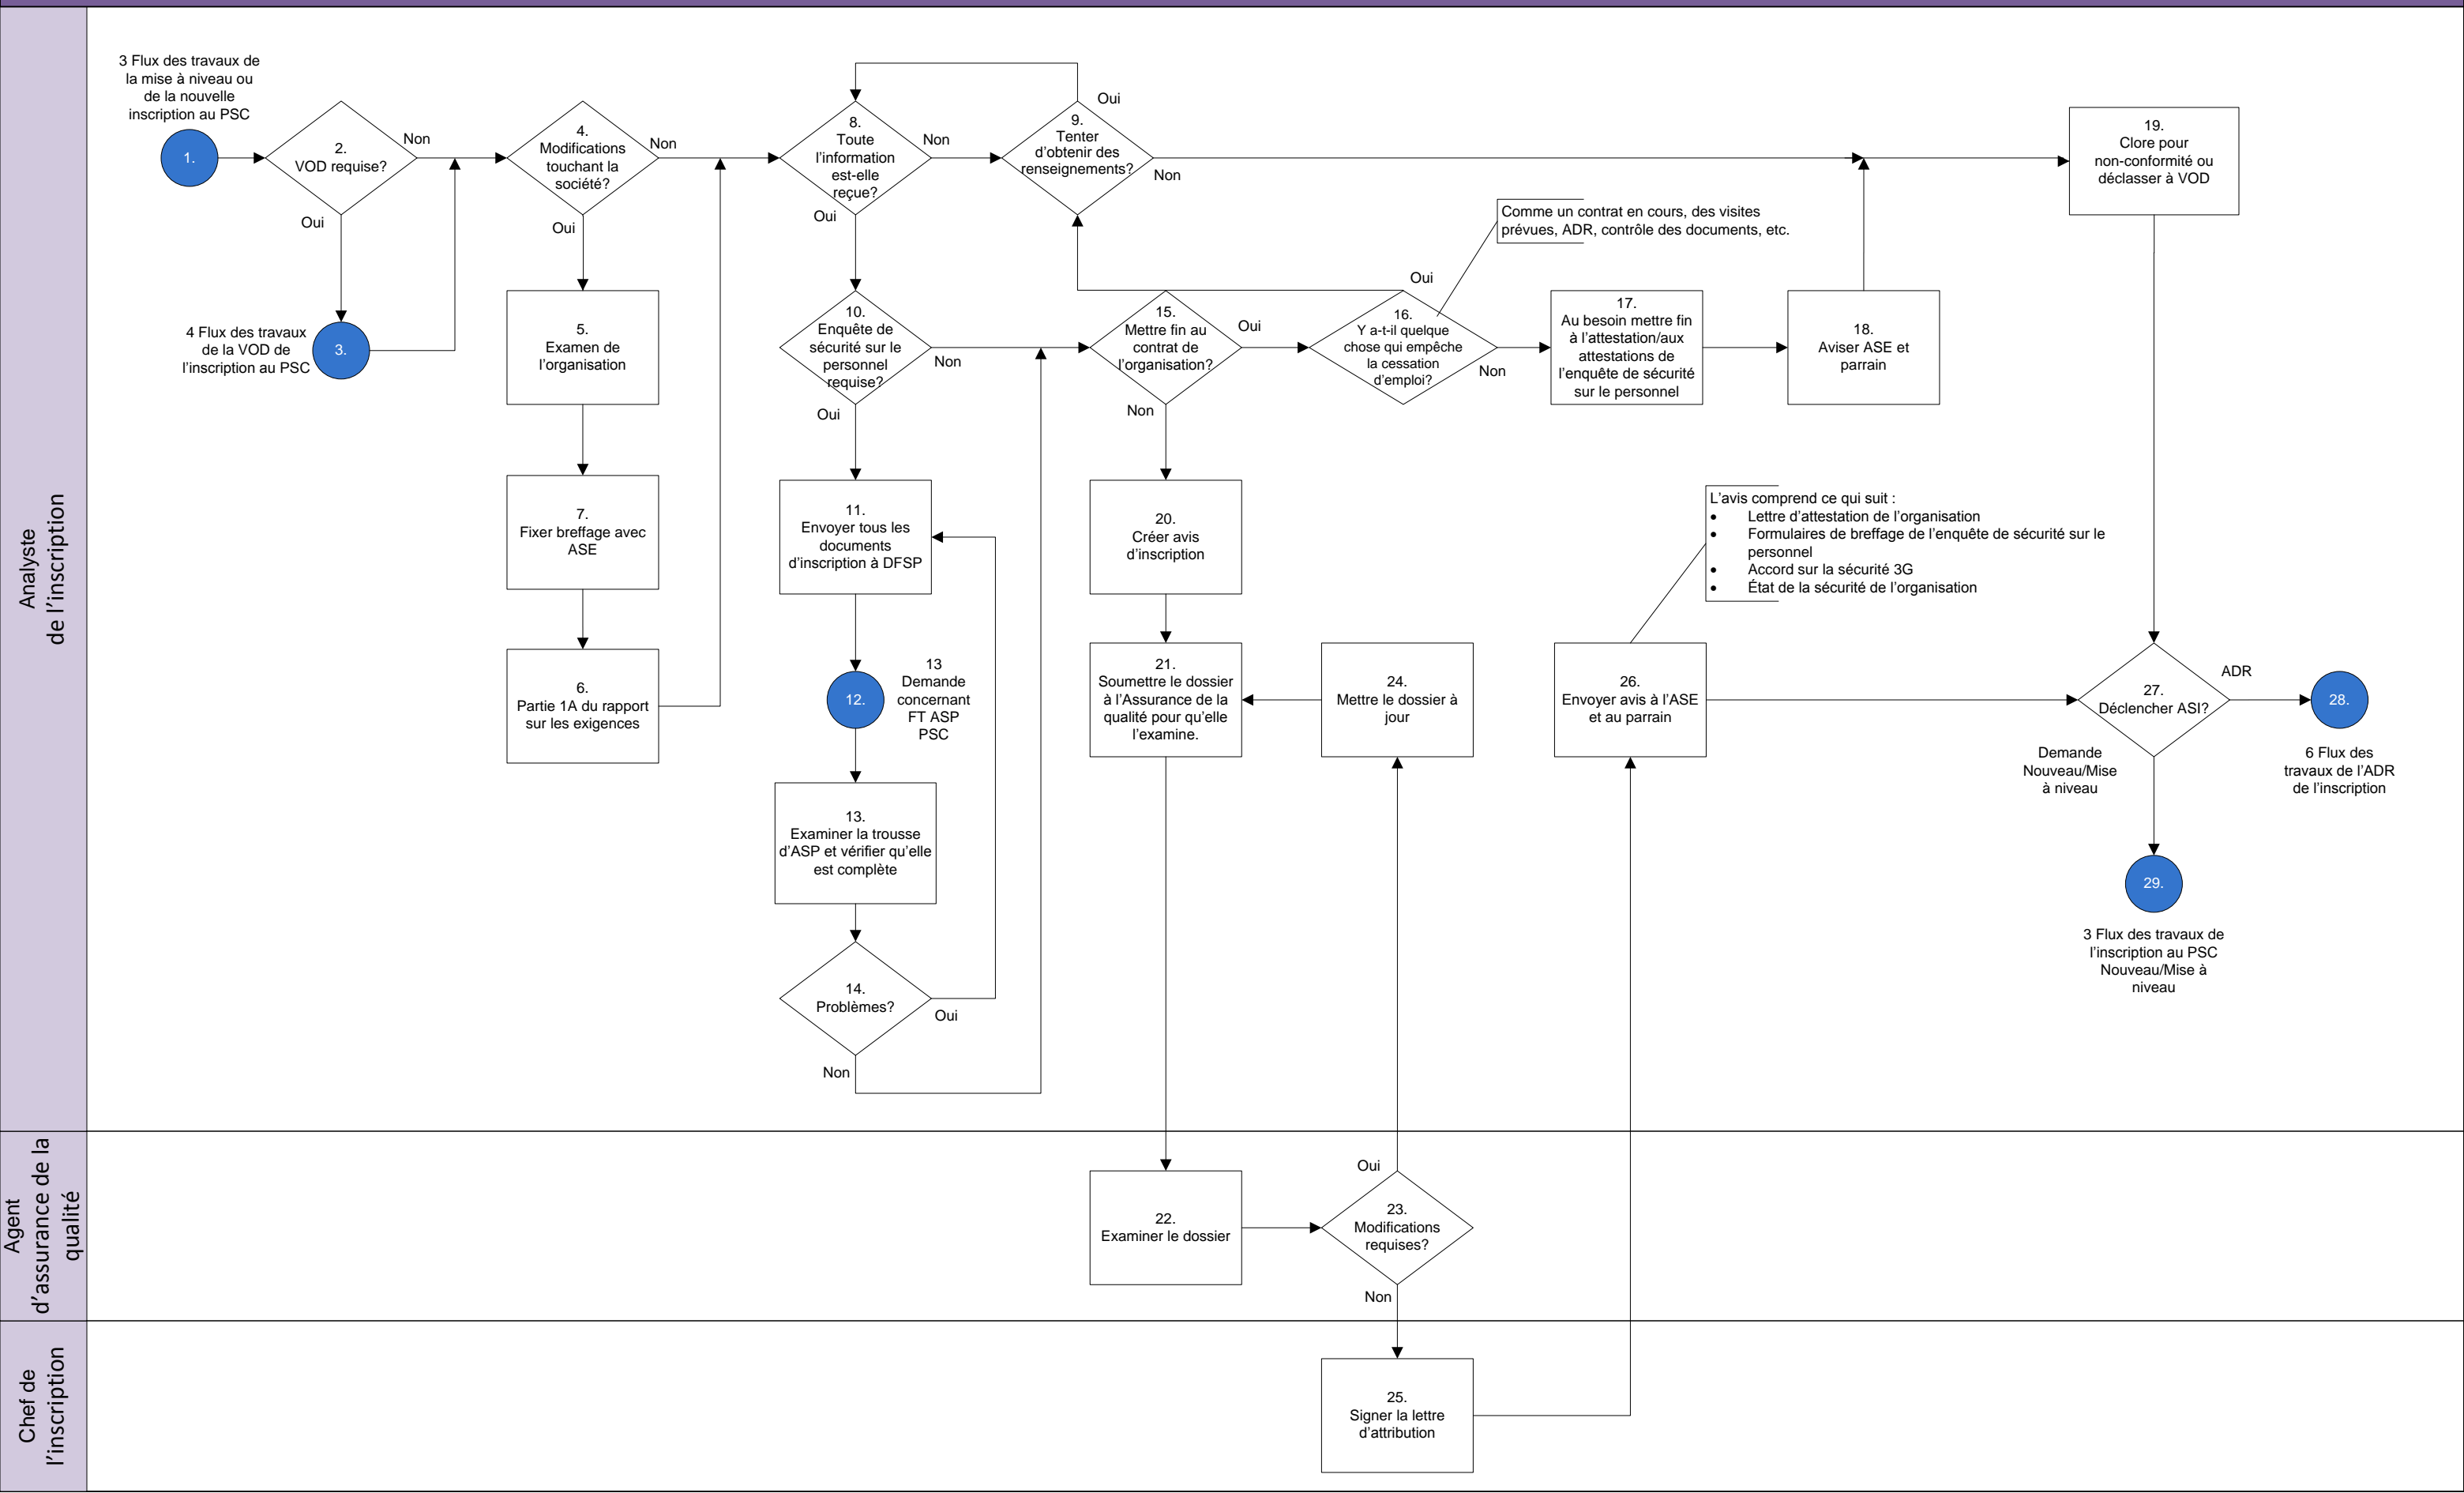 Analyste
de l'inscription
3 Flux des travaux de
la mise à niveau ou
de la nouvelle
inscription au PSC
1.
2.
VOD requise?
Non
Oui
4 Flux des travaux
de la VOD de
l'inscription au PSC
3.
4.
Modifications
touchant la
société?
Non
Oui
5.
Examen de
l'organisation
7.
Fixer breffage avec
ASE
6.
Partie 1A du rapport
sur les exigences
8.
Toute
l'information
est-elle
reçue?
Non
Oui
9.
Tenter
d'obtenir des
renseignements?
Oui
Non
10.
Enquête de
sécurité sur le
personnel
requise?
Non
Oui
11.
Envoyer tous les
documents
d'inscription à DFSP
12.
13
Demande
concernant
FT ASP
PSC
13.
Examiner la trousse
d'ASP et vérifier qu'elle
est complète
14.
Problèmes?
Oui
Non
15.
Mettre fin au
contrat de
l'organisation?
Oui
Non
16.
Y a-t-il quelque
chose qui empêche
la cessation
d'emploi?
Oui
Non
Comme un contrat en cours, des visites
prévues, ADR, contrôle des documents, etc.
17.
Au besoin mettre fin
à l'attestation/aux
attestations de
l'enquête de sécurité
sur le personnel
18.
Aviser ASE et
parrain
19.
Clore pour
non-conformité ou
déclasser à VOD
20.
Créer avis
d'inscription
21.
Soumettre le dossier
à l'Assurance de la
qualité pour qu'elle
l'examine.
24.
Mettre le dossier à
jour
26.
Envoyer avis à l'ASE
et au parrain
L'avis comprend ce qui suit :
• Lettre d'attestation de l'organisation
• Formulaires de breffage de l'enquête de sécurité sur le
personnel
• Accord sur la sécurité 3G
• État de la sécurité de l'organisation
27.
Déclencher ASI?
ADR
28.
6 Flux des
travaux de l'ADR
de l'inscription
Demande
Nouveau/Mise
à niveau
29.
3 Flux des travaux de
l'inscription au PSC
Nouveau/Mise à
niveau
Agent
d'assurance de la
qualité
22.
Examiner le dossier
23.
Modifications
requises?
Oui
Non
Chef de
l'inscription
25.
Signer la lettre
d'attribution